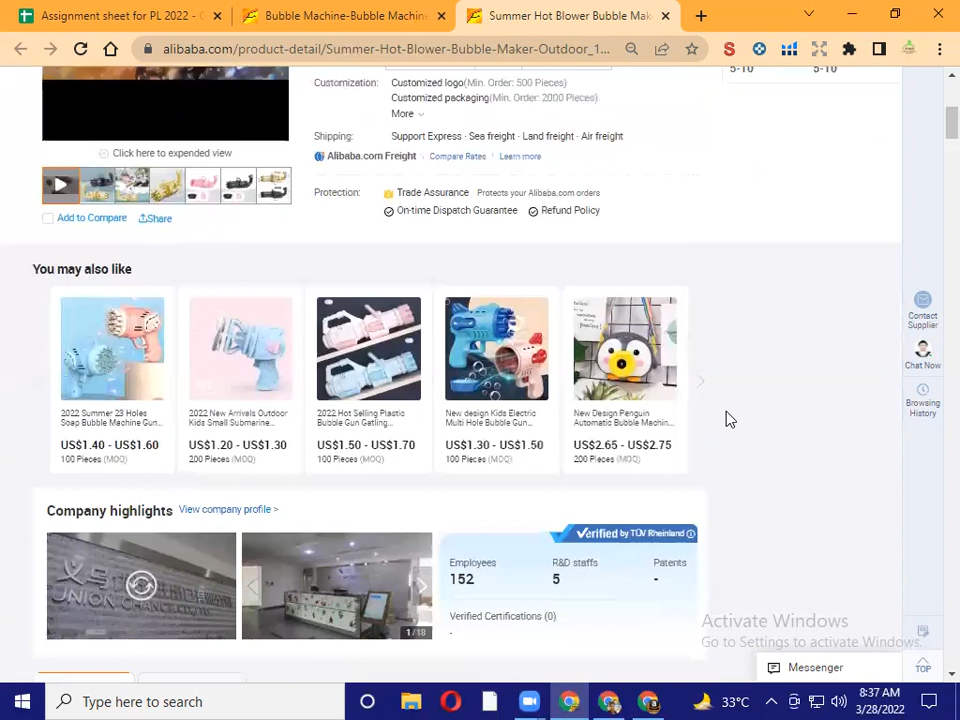 Assignment sheet for PL 2022 - G
Bubble Machine-Bubble Machine
Summer Hot Blower Bubble Mak
alibaba.com/product-detail/Summer-Hot-Blower-Bubble-Maker-Outdoor_1...
Customization: Customized logo(Min. Order: 500 Pieces)
Customized packaging(Min. Order: 2000 Pieces)
More
5-10 5-10
Shipping: Support Express · Sea freight · Land freight · Air freight
Alibaba.com Freight Compare Rates Learn more
Click here to expended view
Protection: Trade Assurance Protects your Alibaba.com orders
On-time Dispatch Guarantee Refund Policy
Add to Compare Share
You may also like
2022 Summer 23 Holes
Soap Bubble Machine Gun...
US$1.40 - US$1.60
100 Pieces (MOQ)
2022 New Arrivals Outdoor
Kids Small Submarine...
US$1.20 - US$1.30
200 Pieces (MOQ)
2022 Hot Selling Plastic
Bubble Gun Gatling...
US$1.50 - US$1.70
100 Pieces (MOQ)
New design Kids Electric
Multi Hole Bubble Gun...
US$1.30 - US$1.50
100 Pieces (MOQ)
New Design Penguin
Automatic Bubble Machin...
US$2.65 - US$2.75
200 Pieces (MOQ)
Contact
Supplier
Chat Now
Browsing
History
Company highlights View company profile >
UNION CHANCE
1/18
Verified by TÜV Rheinland
Employees R&D staffs Patents
152 5 -
Verified Certifications (0)
-
Activate Windows
Go to Settings to activate Windows.
Messenger
TOP
Type here to search
33°C
8:37 AM
3/28/2022